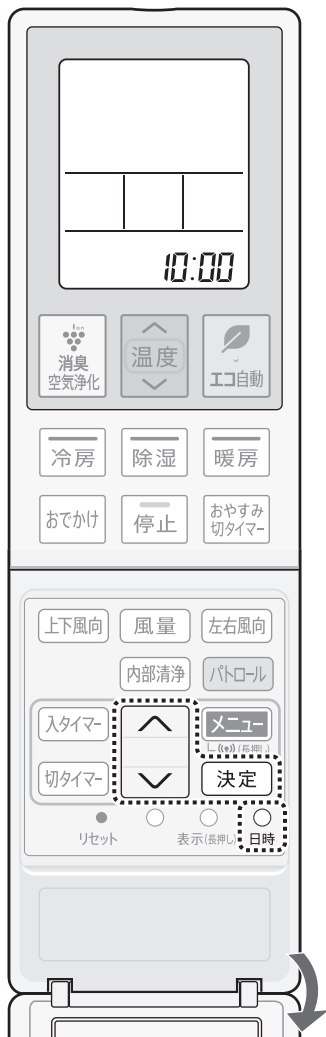 10:00
Ion
消臭
空気浄化
温度
エコ自動
冷房
除湿
暖房
おでかけ
停止
おやすみ
切タイマー
上下風向
風量
左右風向
内部清浄
パトロール
入タイマー
メニュー
(長押し)
切タイマー
決定
リセット
表示(長押し)
日時